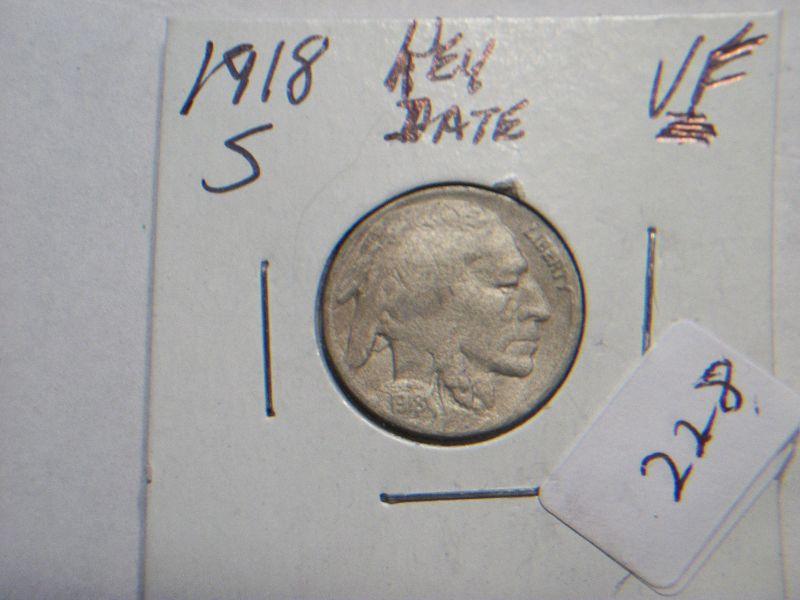 1918 KEY VF
S DATE
LIBERTY
1918
228